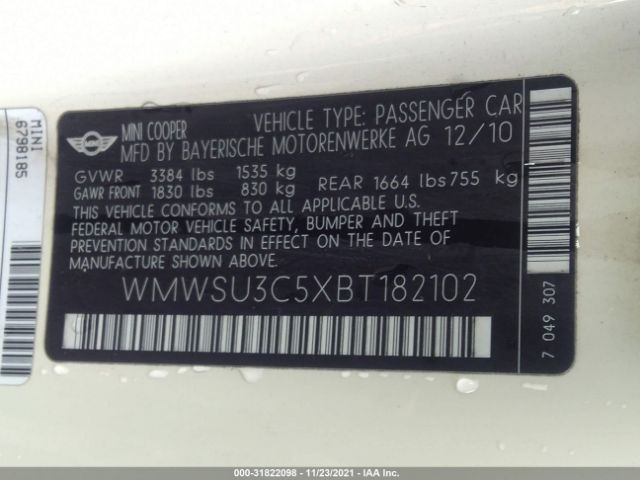 MINI
6798185
MINI
MINI COOPER
VEHICLE TYPE: PASSENGER CAR
MFD BY BAYERISCHE MOTORENWERKE AG 12/10
GVWR 3384 lbs 1535 kg
GAWR FRONT 1830 lbs 830 kg REAR 1664 lbs 755 kg
THIS VEHICLE CONFORMS TO ALL APPLICABLE U.S.
FEDERAL MOTOR VEHICLE SAFETY, BUMPER AND THEFT
PREVENTION STANDARDS IN EFFECT ON THE DATE OF
MANUFACTURE SHOWN ABOVE.
WMWSU3C5XBT182102
7 049 307
000-31822098 - 11/23/2021 - IAA Inc.